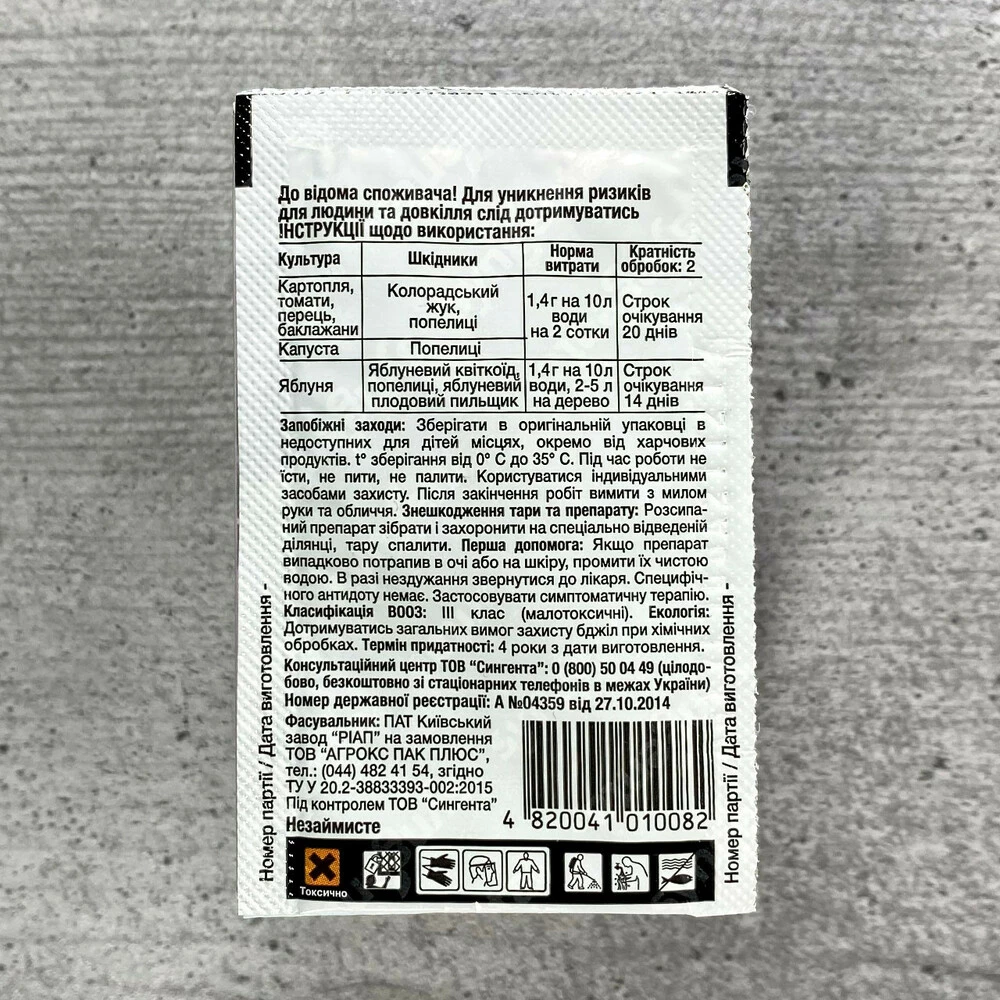 До відома споживача! Для уникнення ризиків
для людини та довкілля слід дотримуватись
ІНСТРУКЦІЇ щодо використання:
Культура Шкідники Норма витрати Кратність обробок: 2
Картопля, томати, перець, баклажани Колорадський жук, попелиці 1,4 г на 10л води на 2 сотки Строк очікування 20 днів
Капуста Попелиці
Яблуня Яблуневий квіткоїд, попелиці, яблуневий плодовий пильщик 1,4г на 10л води, 2-5 л на дерево Строк очікування 14 днів
Запобіжні заходи: Зберігати в оригінальній упаковці в
недоступних для дітей місцях, окремо від харчових
продуктів. t° зберігання від 0° С до 35° С. Під час роботи не
їсти, не пити, не палити. Користуватися індивідуальними
засобами захисту. Після закінчення робіт вимити з милом
руки та обличчя. Знешкодження тари та препарату: Розсипа-
ний препарат зібрати і захоронити на спеціально відведеній
ділянці, тару спалити. Перша допомога: Якщо препарат
випадково потрапив в очі або на шкіру, промити їх чистою
водою. В разі нездужання звернутися до лікаря. Специфіч-
ного антидоту немає. Застосовувати симптоматичну терапію.
Класифікація ВООЗ: III клас (малотоксичні). Екологія:
Дотримуватись загальних вимог захисту бджіл при хімічних
обробках. Термін придатності: 4 роки з дати виготовлення.
Консультаційний центр ТОВ "Сингента": 0 (800) 50 04 49 (цілодо-
бово, безкоштовно зі стаціонарних телефонів в межах України)
Номер державної реєстрації: А №04359 від 27.10.2014
Фасувальник: ПАТ Київський
завод "РІАП" на замовлення
ТОВ "АГРОКС ПАК ПЛЮС",
тел.: (044) 482 41 54, згідно
ТУ У 20.2-38833393-002:2015
Під контролем ТОВ "Сингента"
Незаймисте
4 820041 010082
Токсично
Номер партії / Дата виготовлення -
Номер партії / Дата виготовлення -